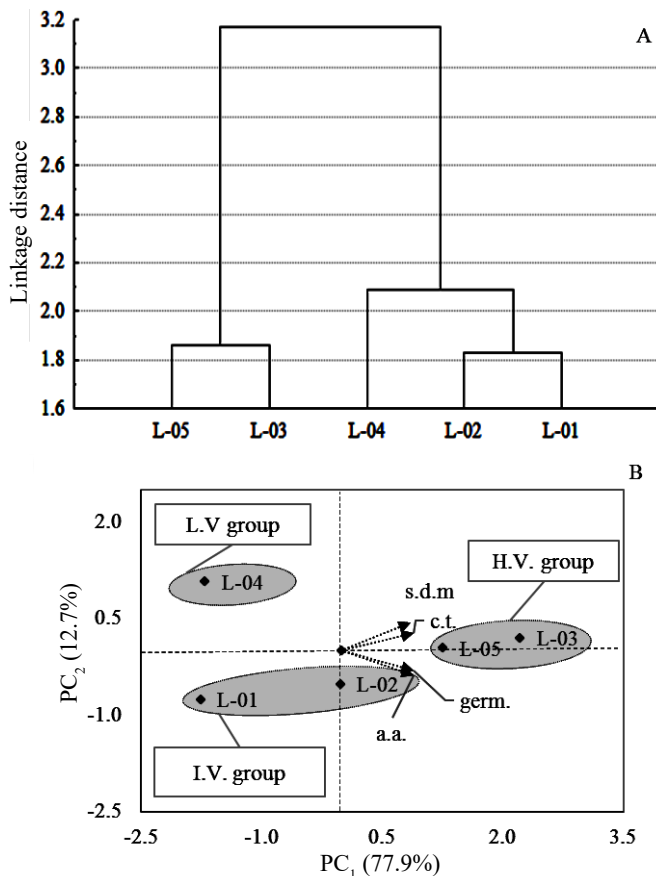 A
3.2
3.0
2.8
2.6
2.4
2.2
2.0
1.8
1.6
Linkage distance
L-05 L-03 L-04 L-02 L-01
B
2.0
0.5
-1.0
-2.5
PC2 (12.7%)
L.V group
H.V. group
L-04
s.d.m
c.t.
L-05
L-03
L-01
L-02
germ.
a.a.
I.V. group
-2.5 -1.0 0.5 2.0 3.5
PC1 (77.9%)